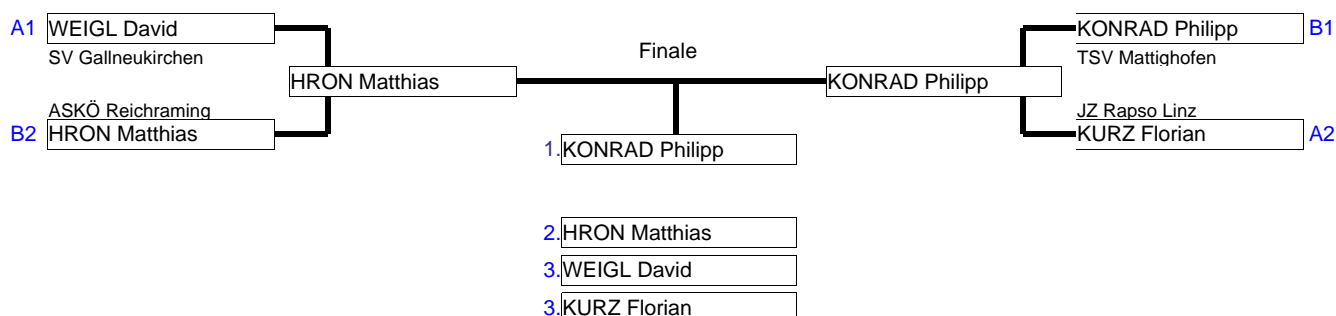 A1 WEIGL David KONRAD Philipp B1
SV Gallneukirchen Finale TSV Mattighofen
HRON Matthias KONRAD Philipp
ASKÖ Reichraming JZ Rapso Linz
B2 HRON Matthias KURZ Florian A2
1. KONRAD Philipp
2. HRON Matthias
3. WEIGL David
3. KURZ Florian